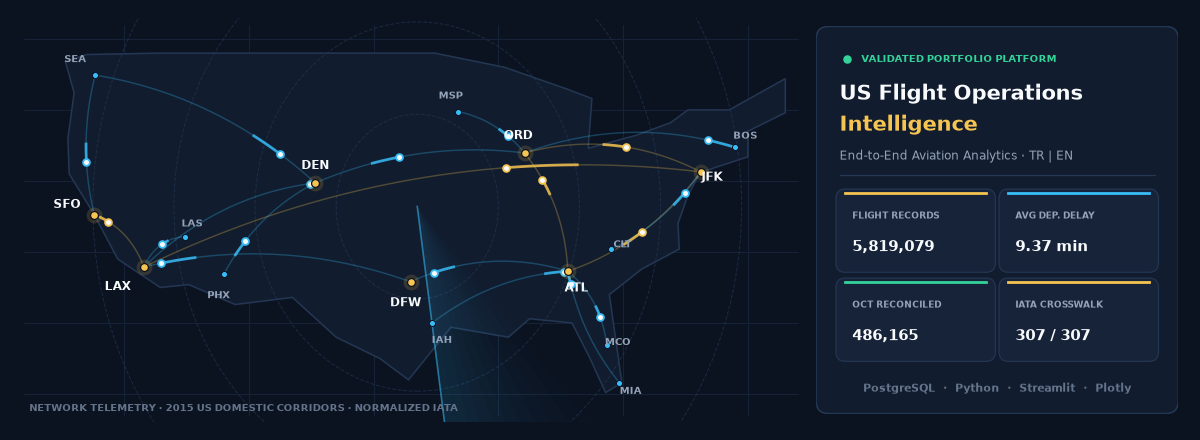 SEA
MSP
ORD
BOS
DEN
JFK
SFO
LAS
CLT
LAX
PHX
DFW
ATL
IAH
MCO
MIA
NETWORK TELEMETRY · 2015 US DOMESTIC CORRIDORS · NORMALIZED IATA
VALIDATED PORTFOLIO PLATFORM
US Flight Operations
Intelligence
End-to-End Aviation Analytics · TR | EN
FLIGHT RECORDS
5,819,079
AVG DEP. DELAY
9.37 min
OCT RECONCILED
486,165
IATA CROSSWALK
307 / 307
PostgreSQL · Python · Streamlit · Plotly